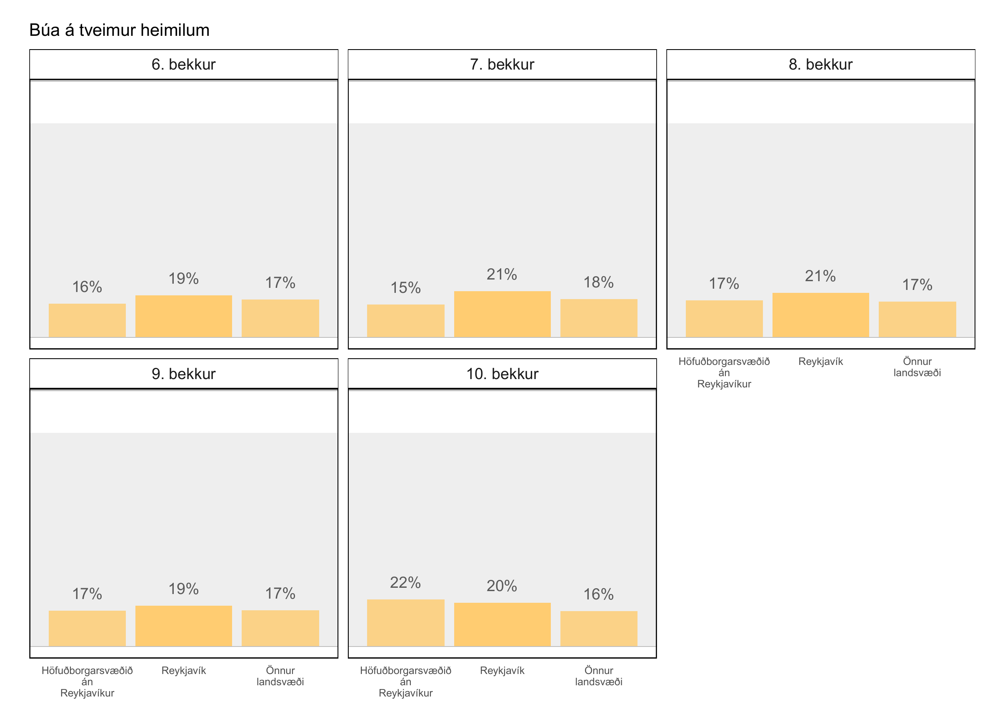 Búa á tveimur heimilum
6. bekkur
7. bekkur
8. bekkur
16%
19%
17%
15%
21%
18%
17%
21%
17%
Höfuðborgarsvæðið
án
Reykjavíkur
Reykjavík
Önnur
landsvæði
9. bekkur
10. bekkur
17%
19%
17%
22%
20%
16%
Höfuðborgarsvæðið
án
Reykjavíkur
Reykjavík
Önnur
landsvæði
Höfuðborgarsvæðið
án
Reykjavíkur
Reykjavík
Önnur
landsvæði